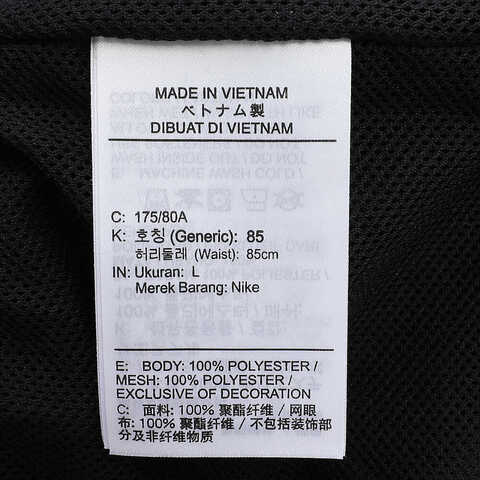 MADE IN VIETNAM
ベトナム製
DIBUAT DI VIETNAM
C: 175/80A
K: 호칭 (Generic): 85
허리둘레 (Waist): 85cm
IN: Ukuran: L
Merek Barang: Nike
E: BODY: 100% POLYESTER /
MESH: 100% POLYESTER /
EXCLUSIVE OF DECORATION
C: 面料: 100% 聚酯纤维 / 网眼
布: 100% 聚酯纤维 / 不包括装饰部
分及非纤维物质